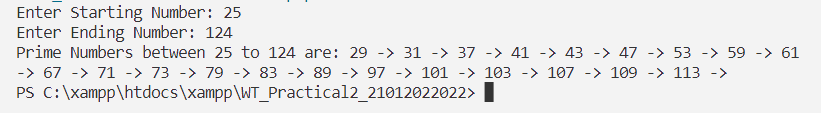 Enter Starting Number: 25
Enter Ending Number: 124
Prime Numbers between 25 to 124 are: 29 -> 31 -> 37 -> 41 -> 43 -> 47 -> 53 -> 59 -> 61
-> 67 -> 71 -> 73 -> 79 -> 83 -> 89 -> 97 -> 101 -> 103 -> 107 -> 109 -> 113 ->
PS C:\xampp\htdocs\xampp\WT_Practical2_21012022022>